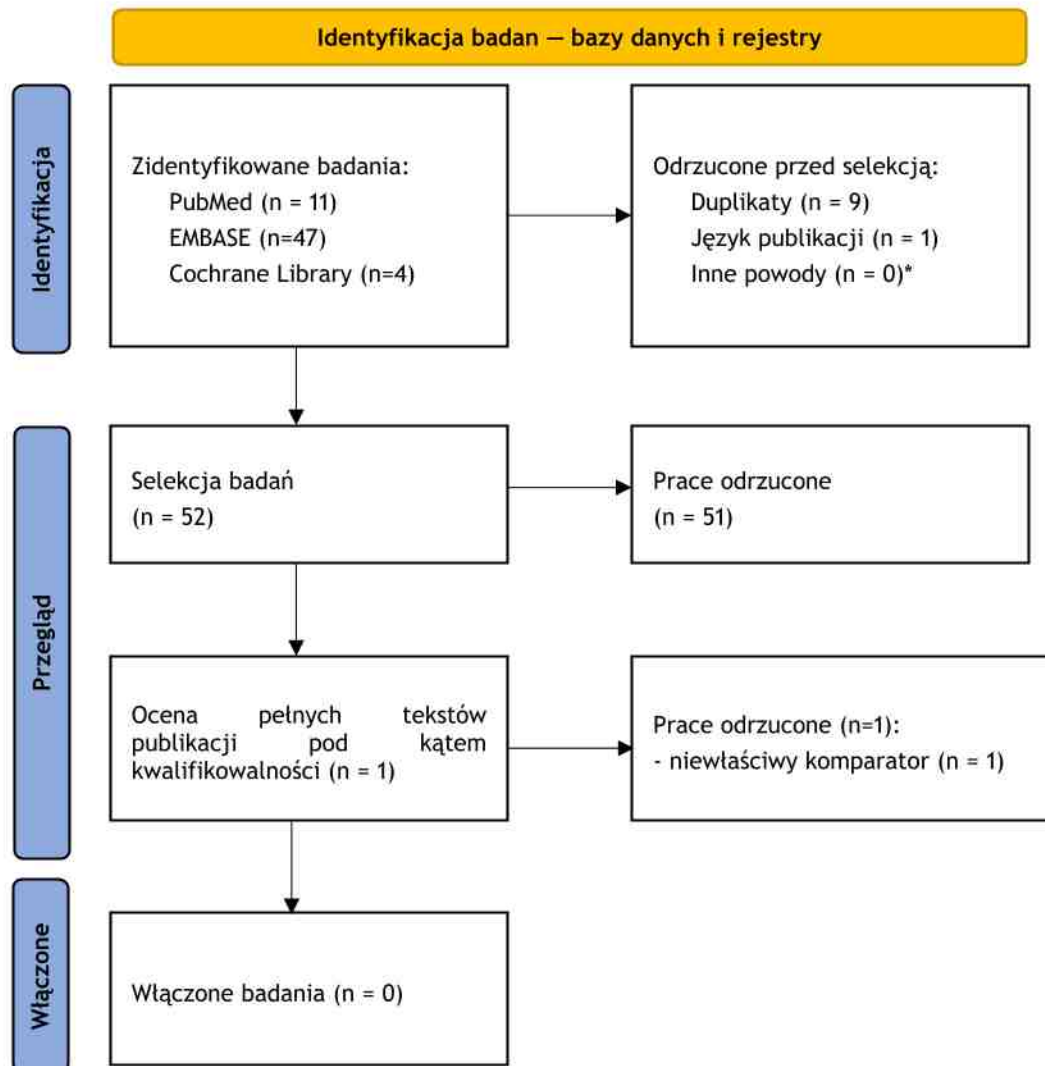 Identyfikacja badan — bazy danych i rejestry
Identyfikacja
Zidentyfikowane badania:
PubMed (n = 11)
EMBASE (n=47)
Cochrane Library (n=4)
Odrzucone przed selekcją:
Duplikaty (n = 9)
Język publikacji (n = 1)
Inne powody (n = 0)*
Przegląd
Selekcja badań
(n = 52)
Prace odrzucone
(n = 51)
Ocena pełnych tekstów
publikacji pod kątem
kwalifikowalności (n = 1)
Prace odrzucone (n=1):
- niewłaściwy komparator (n = 1)
Włączone
Włączone badania (n = 0)